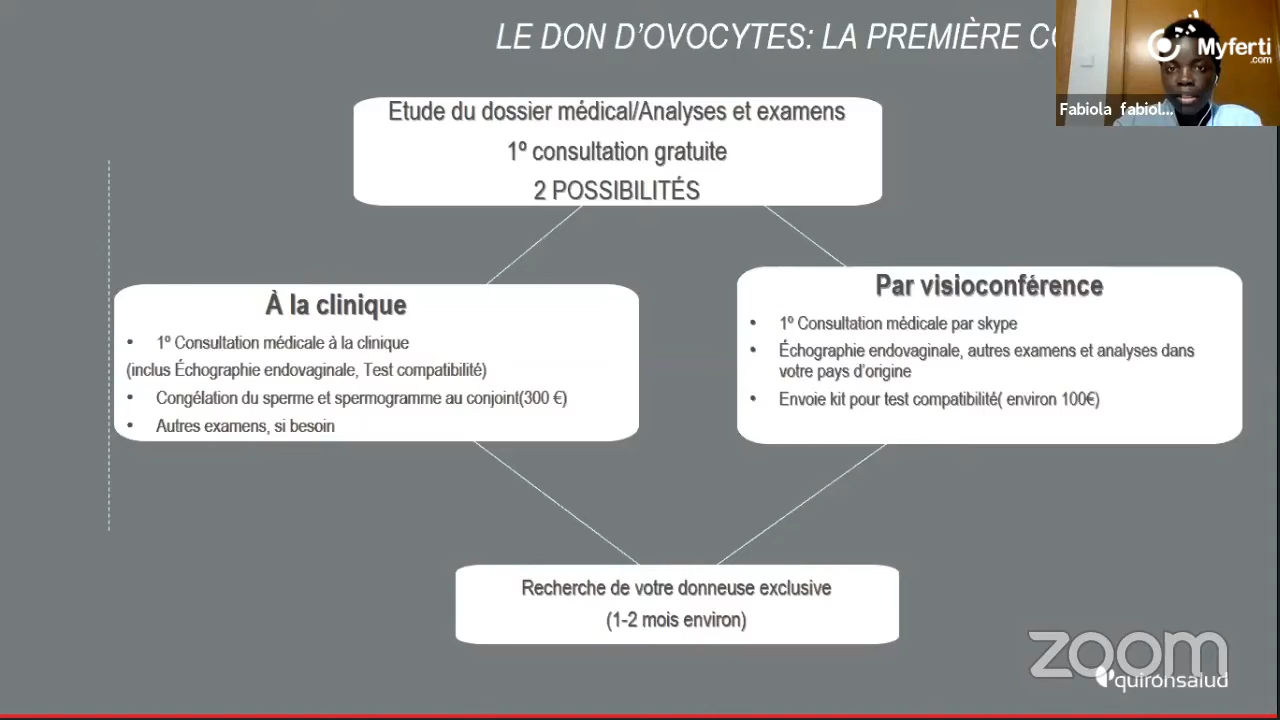 LE DON D'OVOCYTES: LA PREMIÈRE
Myferti
.com
Fabiola fabiol...
Etude du dossier médical/Analyses et examens
1º consultation gratuite
2 POSSIBILITÉS
À la clinique
• 1º Consultation médicale à la clinique
(inclus Échographie endovaginale, Test compatibilité)
• Congélation du sperme et spermogramme au conjoint(300 €)
• Autres examens, si besoin
Par visioconférence
• 1º Consultation médicale par skype
• Échographie endovaginale, autres examens et analyses dans
votre pays d'origine
• Envoie kit pour test compatibilité( environ 100€)
Recherche de votre donneuse exclusive
(1-2 mois environ)
zoom
quirónsalud